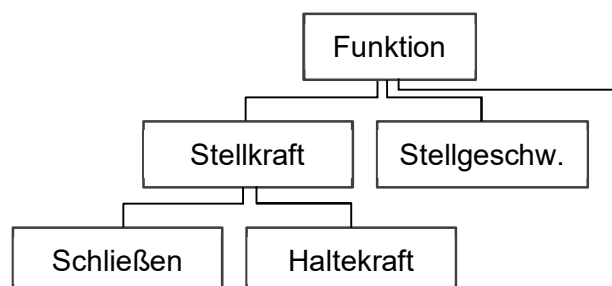 Funktion
Stellkraft
Stellgeschw.
Schließen
Haltekraft